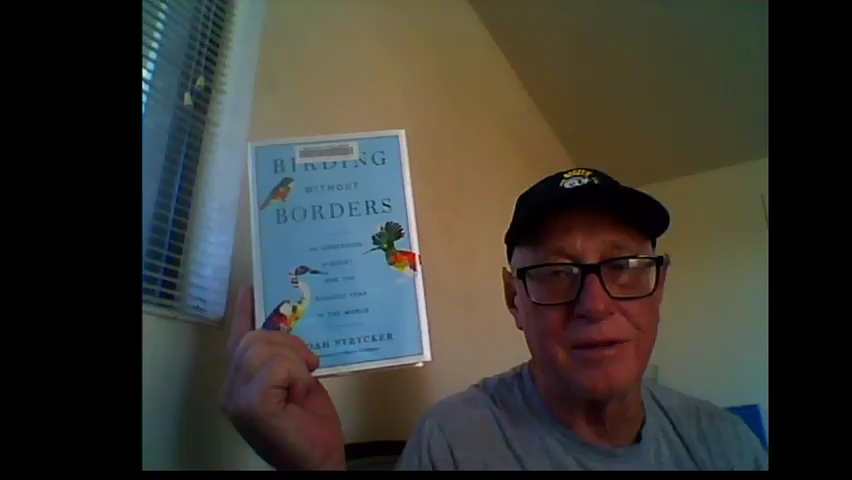 BIRDING
WITHOUT
BORDERS
AN OBSESSION,
A QUEST,
AND THE
BIGGEST YEAR
IN THE WORLD
NOAH STRYCKER